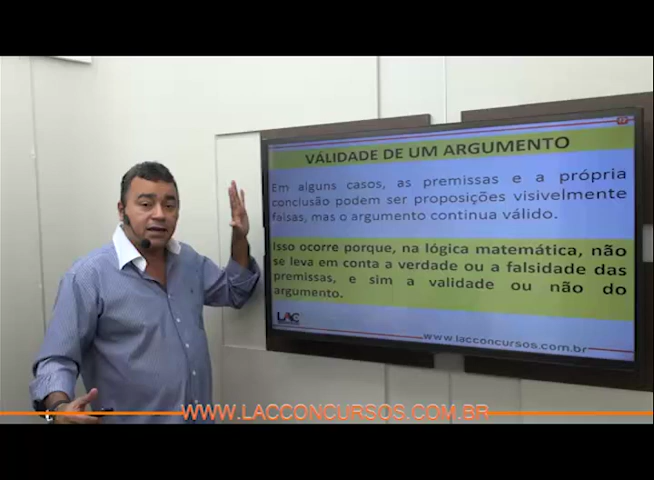 VÁLIDADE DE UM ARGUMENTO
Em alguns casos, as premissas e a própria
conclusão podem ser proposições visivelmente
falsas, mas o argumento continua válido.
Isso ocorre porque, na lógica matemática, não
se leva em conta a verdade ou a falsidade das
premissas, e sim a validade ou não do
argumento.
LAC
www.lacconcursos.com.br
WWW.LACCONCURSOS.COM.BR